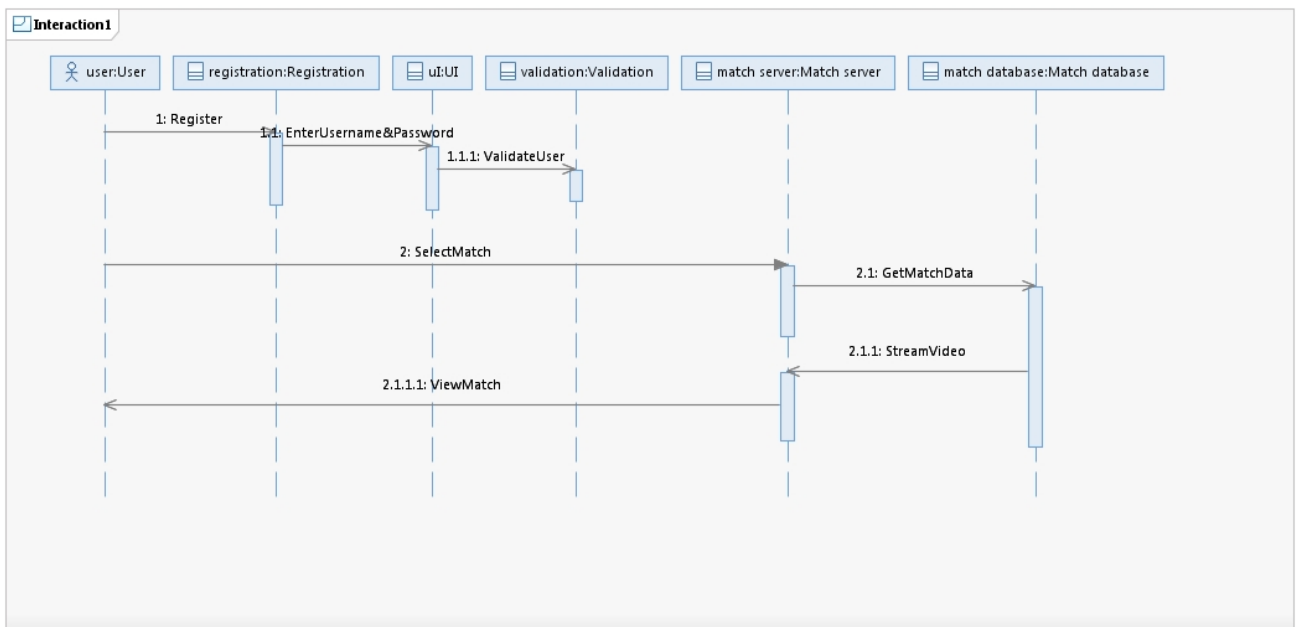 Interaction1
user:User
registration:Registration
uI:UI
validation:Validation
match server:Match server
match database:Match database
1: Register
1.1: EnterUsername&Password
1.1.1: ValidateUser
2: SelectMatch
2.1: GetMatchData
2.1.1: StreamVideo
2.1.1.1: ViewMatch